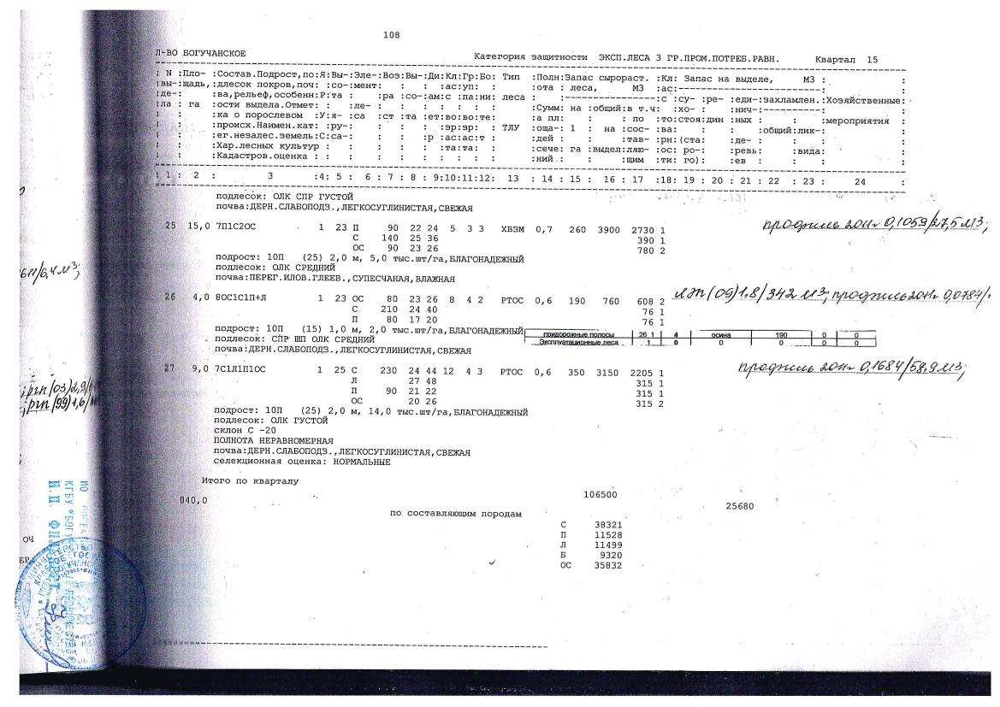 108
Л-ВО БОГУЧАНСКОЕ Категория защитности ЭКСП.ЛЕСА 3 ГР.ПРОМ.ПОТРЕБ.РАВН. Квартал 15
: N :Пло- :Состав.Подрост,по:Я:Вы-:Эле-:Воз:Вы-:Ди:Кл:Гр:Бо: Тип :Полн:Запас сырораст. :Кл: Запас на выделе, М3 : :
:вы-:щадь,:длесок покров,поч: :со-:мент: : : :ас:уп: : :ота : леса, М3 :ас:---------------------------: :
:де-: :ва,рельеф,особенн:Р:та : :ра :со-:ам:с :па:ни: леса : :---------------:с :су- :ре- :еди-:захламлен.:Хозяйственные:
:ла : га :ости выдела.Отмет: : :ле- : : : : : : : :Сумм: на :общий:в т.ч: :хо- : :нич-:---------: :
: : :ка о порослевом :У:я- :са :ст :та :ет:во:во:те: :а пл: : : по :то:стоя:дин :ных : : :мероприятия :
: : :происх.Наимен.кат: :ру-: : : : :зр:зр: : ТЛУ :оща-: 1 : на :сос- :ва: : : :общий:лик-: :
: : :ег.незалес.земель:С:са-: : : :р :ас:ас:т : :дей : : :тав- :рн:(ста: :де- : : : :
: : :Хар.лесных культур : : : : : : :та:та: : :сече: га :выдел:ляю- :ос: ро-: :ревь: :вида: :
: : :Кадастров.оценка : : : : : : : : : : : :ний : : :щим :ти: го): :ев : : : :
: 1 : 2 : 3 :4: 5 : 6 : 7 : 8 : 9:10:11:12: 13 : 14 : 15 : 16 : 17 :18: 19 : 20 : 21 : 22 : 23 : 24 :
подлесок: ОЛК СПР ГУСТОЙ
почва:ДЕРН.СЛАБОПОДЗ.,ЛЕГКОСУГЛИНИСТАЯ,СВЕЖАЯ
25 15,0 7П1С2ОС 1 23 П 90 22 24 5 3 3 ХВЗМ 0,7 260 3900 2730 1 продтиль 2011г 0,1059/27,5 м3;
С 140 25 36 390 1
ОС 90 23 26 780 2
подрост: 10П (25) 2,0 м, 5,0 тыс.шт/га,БЛАГОНАДЕЖНЫЙ
подлесок: ОЛК СРЕДНИЙ
почва:ПЕРЕГ.ИЛОВ.ГЛЕЕВ.,СУПЕСЧАНАЯ,ВЛАЖНАЯ
26 4,0 8ОС1С1П+Л 1 23 ОС 80 23 26 8 4 2 РТОС 0,6 190 760 608 2 ЛЭП (09) 1,8/342 м3; продтиль 2011г 0,0784/
С 210 24 40 76 1
П 80 17 20 76 1
подрост: 10П (15) 1,0 м, 2,0 тыс.шт/га,БЛАГОНАДЕЖНЫЙ
придорожные полосы 26 1 4 осина 190 0 0
подлесок: СПР ШП ОЛК СРЕДНИЙ
Эксплуатационные леса 1 0 0 0 0 0
почва:ДЕРН.СЛАБОПОДЗ.,ЛЕГКОСУГЛИНИСТАЯ,СВЕЖАЯ
27 9,0 7С1Л1П1ОС 1 25 С 230 24 44 12 4 3 РТОС 0,6 350 3150 2205 1 продтиль 2011г 0,1684/58,9 м3;
Л 27 48 315 1
П 90 21 22 315 1
ОС 20 26 315 2
подрост: 10П (25) 2,0 м, 14,0 тыс.шт/га,БЛАГОНАДЕЖНЫЙ
подлесок: ОЛК ГУСТОЙ
склон С -20
ПОЛНОТА НЕРАВНОМЕРНАЯ
почва:ДЕРН.СЛАБОПОДЗ.,ЛЕГКОСУГЛИНИСТАЯ,СВЕЖАЯ
селекционная оценка: НОРМАЛЬНЫЕ
Итого по кварталу
106500
040,0
25680
по составляющим породам
С 38321
П 11528
Л 11499
Б 9320
ОС 35832
/6,4 м3;
ргп (03) 2,9/
ргп (99) 1,6/
ОЧ
ЕР